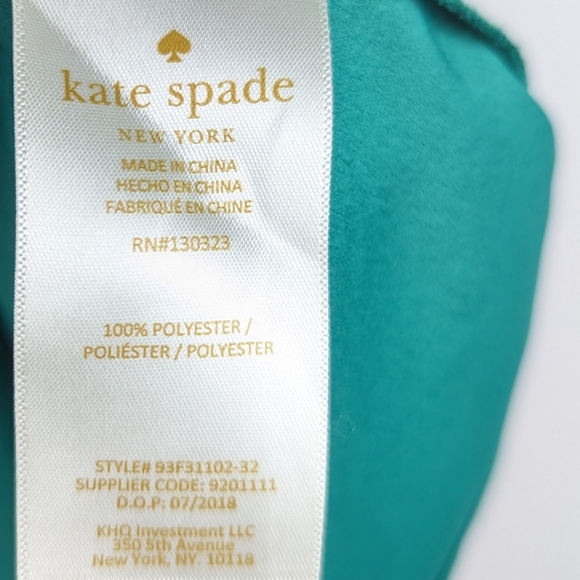 kate spade
NEW YORK
MADE IN CHINA
HECHO EN CHINA
FABRIQUÉ EN CHINE
RN#130323
100% POLYESTER /
POLIÉSTER / POLYESTER
STYLE# 93F31102-32
SUPPLIER CODE: 9201111
D.O.P: 07/2018
KHQ Investment LLC
350 5th Avenue
New York, NY. 10118